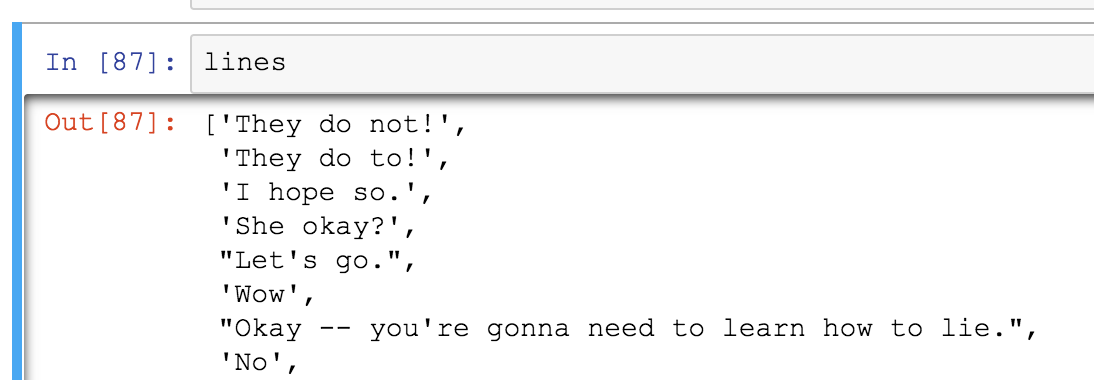 In [87]: lines
Out[87]: ['They do not!',
'They do to!',
'I hope so.',
'She okay?',
"Let's go.",
'Wow',
"Okay -- you're gonna need to learn how to lie.",
'No',